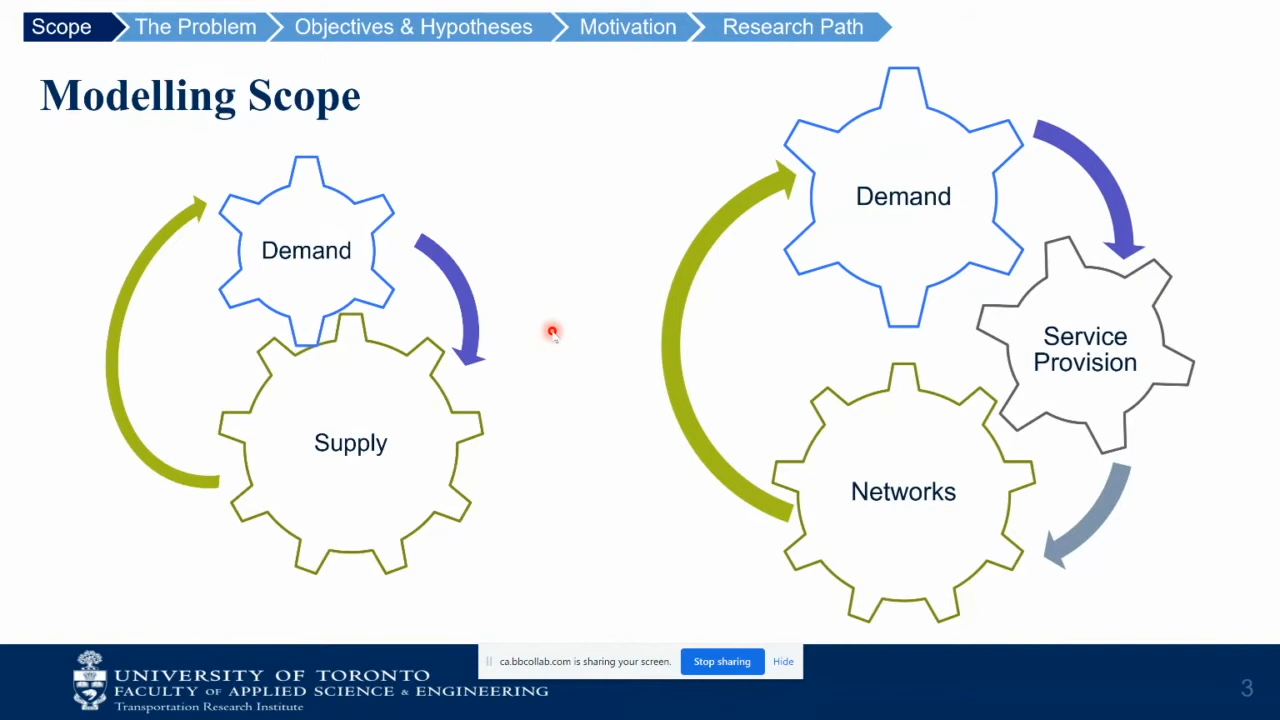 Scope
The Problem
Objectives & Hypotheses
Motivation
Research Path
Modelling Scope
Demand
Supply
Demand
Service
Provision
Networks
ca.bbcollab.com is sharing your screen.
Stop sharing
Hide
UNIVERSITY OF TORONTO
FACULTY OF APPLIED SCIENCE & ENGINEERING
Transportation Research Institute
3